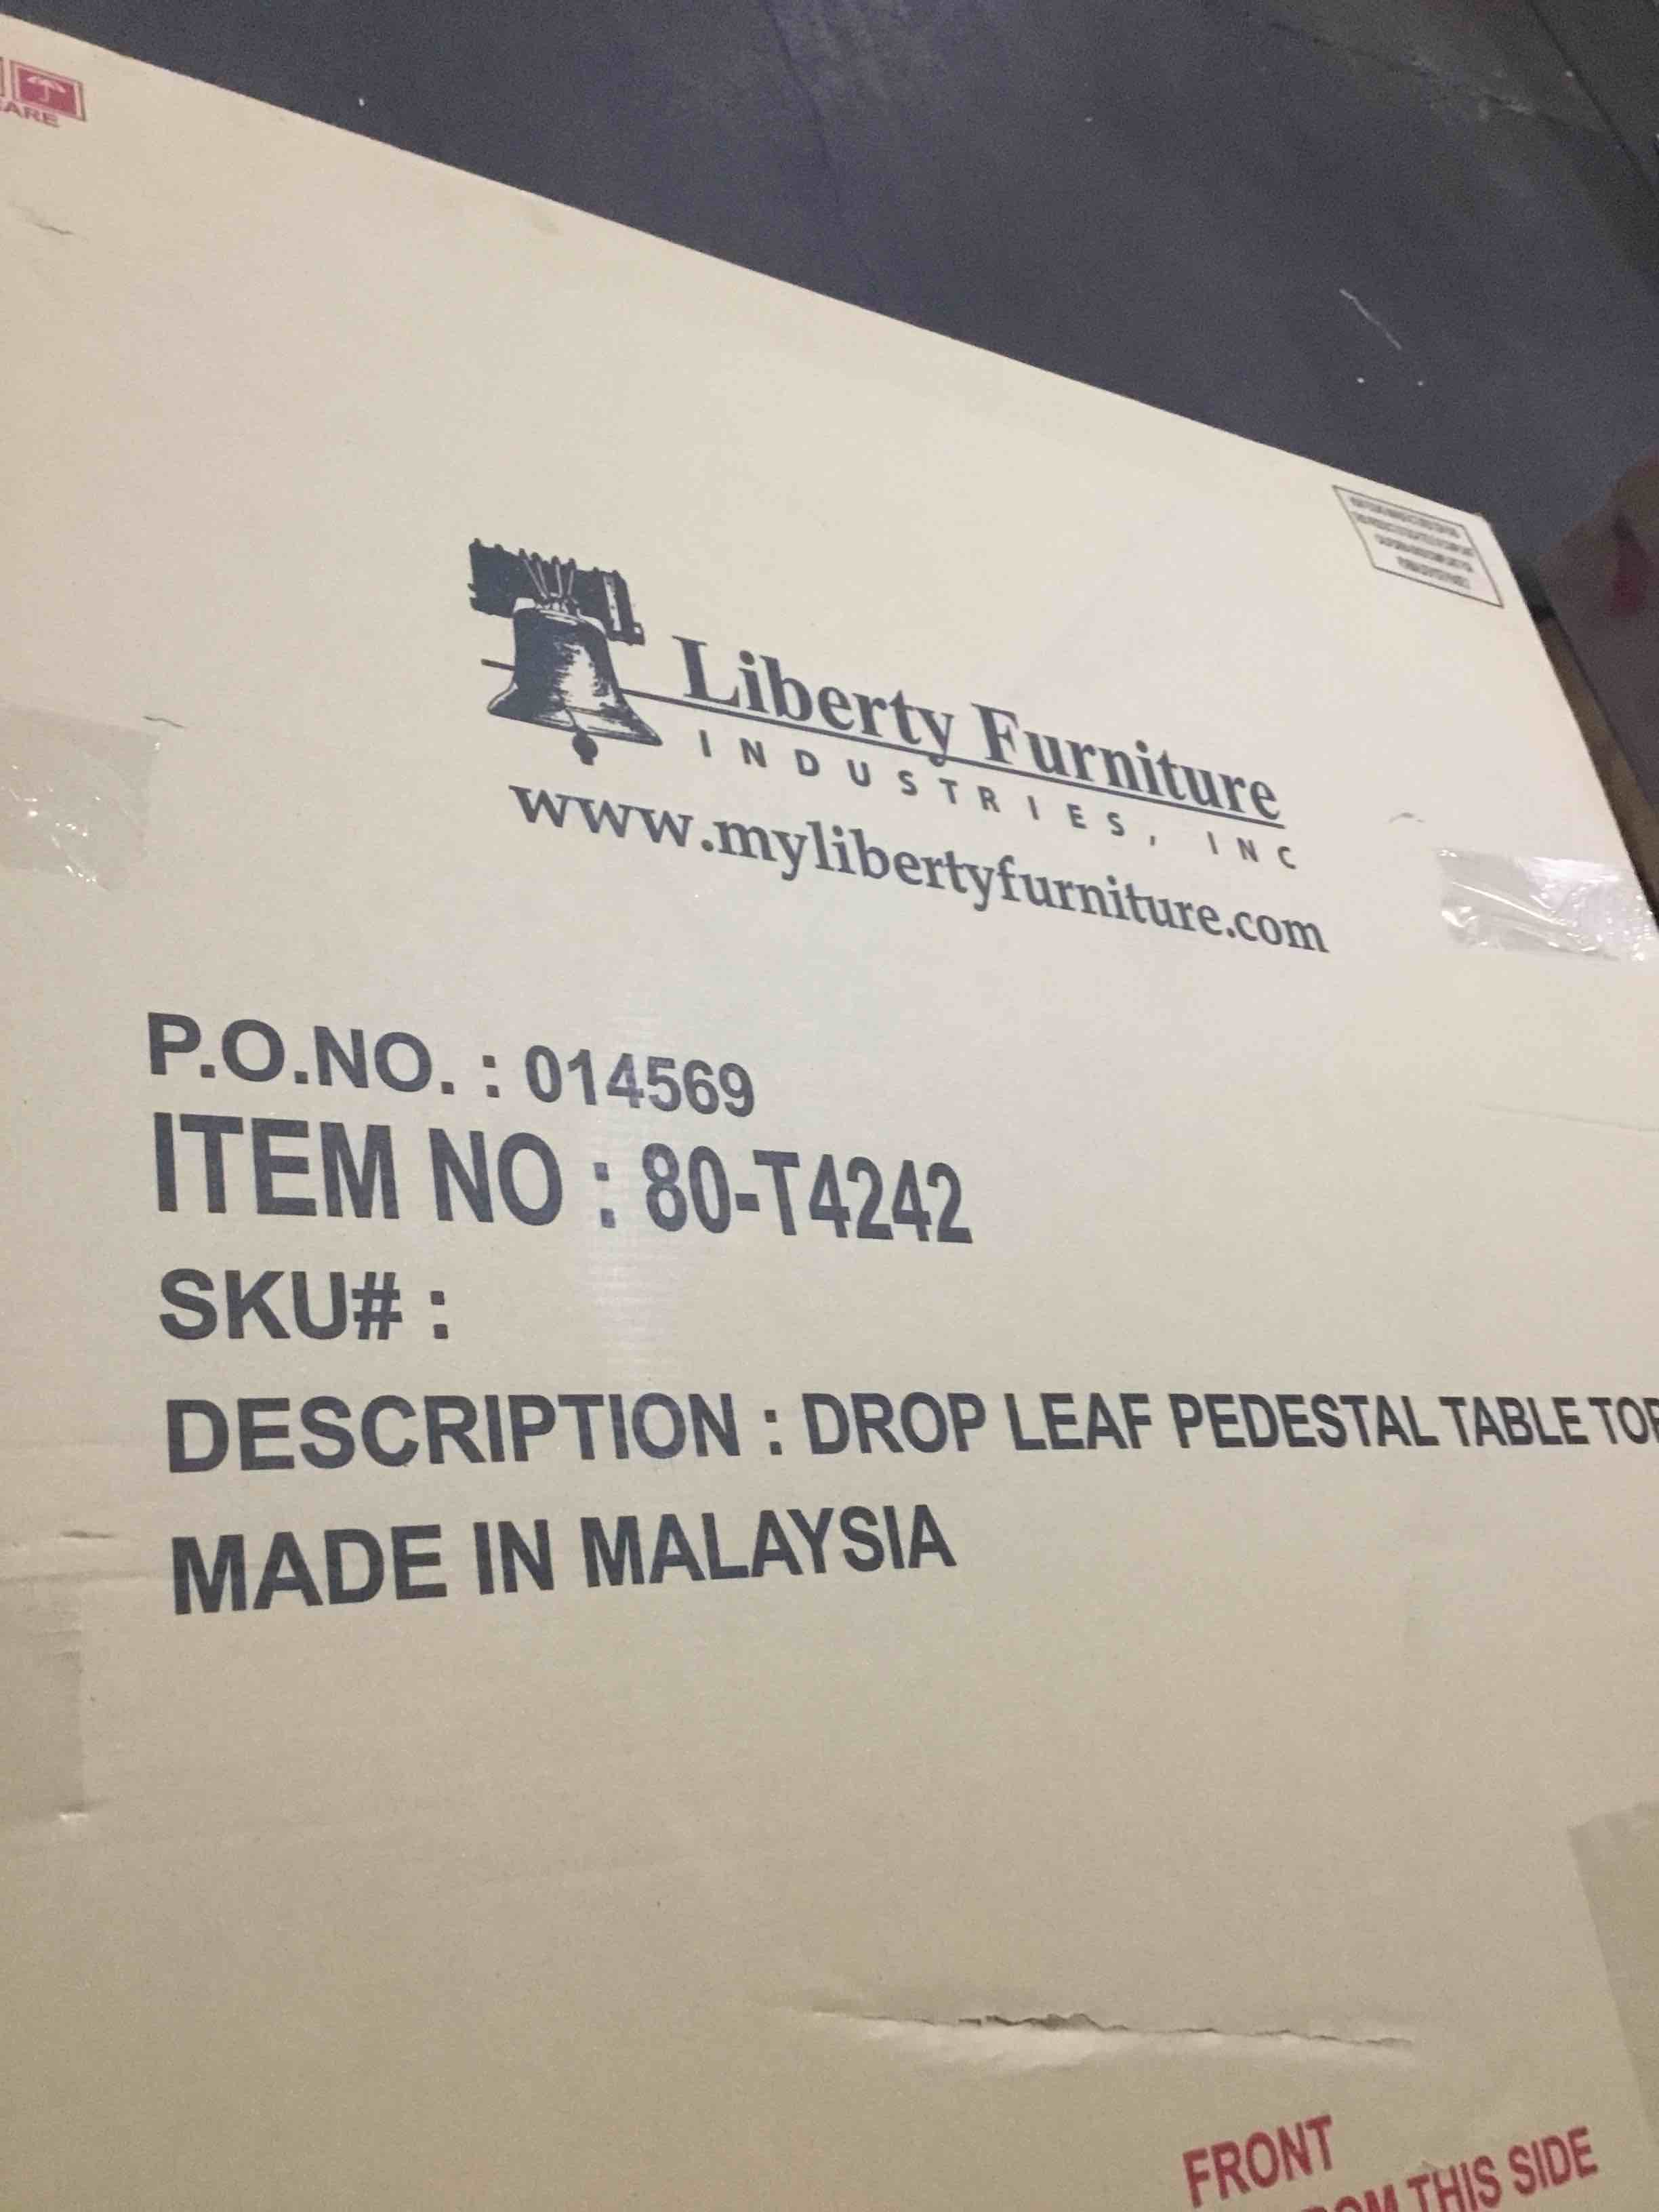 Liberty Furniture
INDUSTRIES, INC
www.mylibertyfurniture.com
P.O.NO. : 014569
ITEM NO : 80-T4242
SKU# :
DESCRIPTION : DROP LEAF PEDESTAL TABLE TOP
MADE IN MALAYSIA
FRONT
THIS SIDE